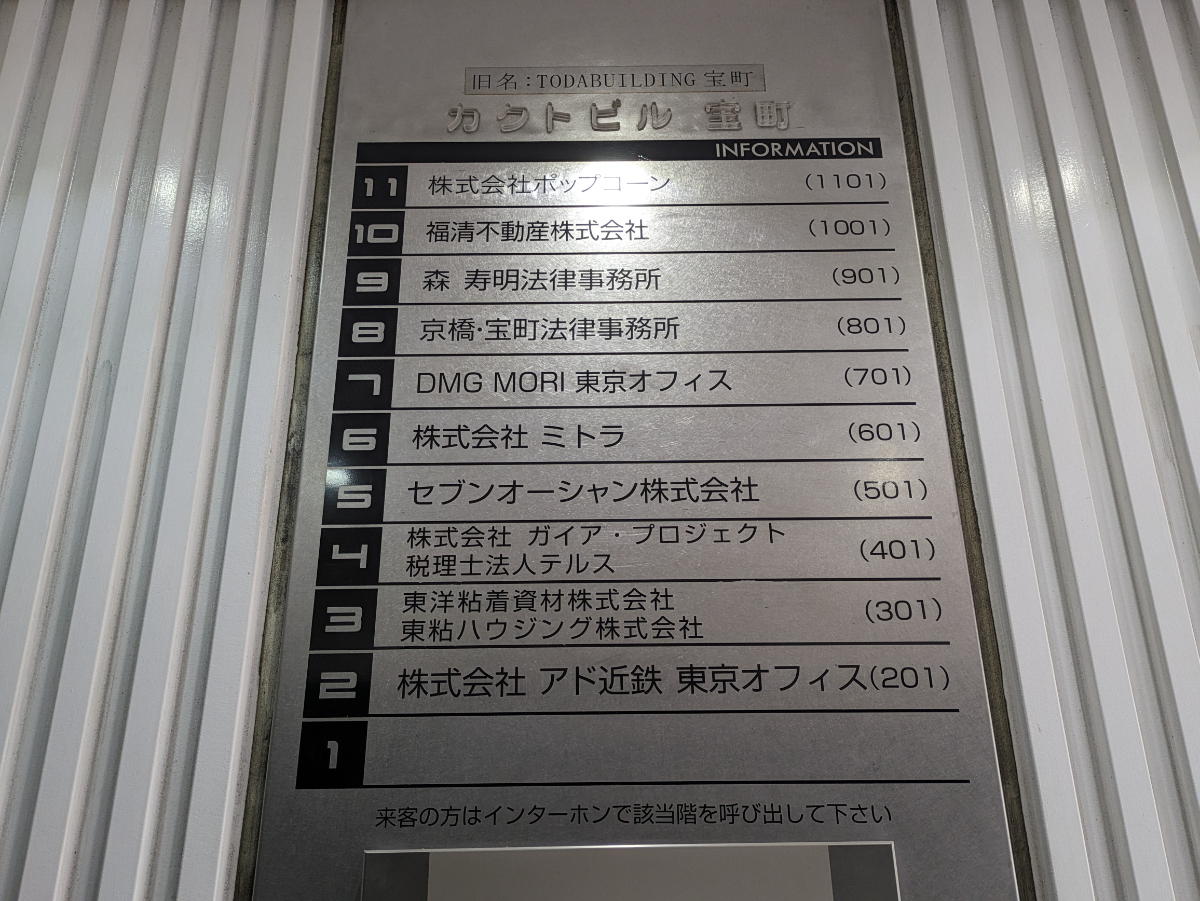 旧名：TODABUILDING 宝町
カクトビル 宝町
INFORMATION
11 株式会社ポップコーン (1101)
10 福清不動産株式会社 (1001)
9 森 寿明法律事務所 (901)
8 京橋・宝町法律事務所 (801)
7 DMG MORI 東京オフィス (701)
6 株式会社 ミトラ (601)
5 セブンオーシャン株式会社 (501)
4 株式会社 ガイア・プロジェクト (401)
税理士法人テルス
3 東洋粘着資材株式会社 (301)
東粘ハウジング株式会社
2 株式会社 アド近鉄 東京オフィス (201)
1
来客の方はインターホンで該当階を呼び出して下さい